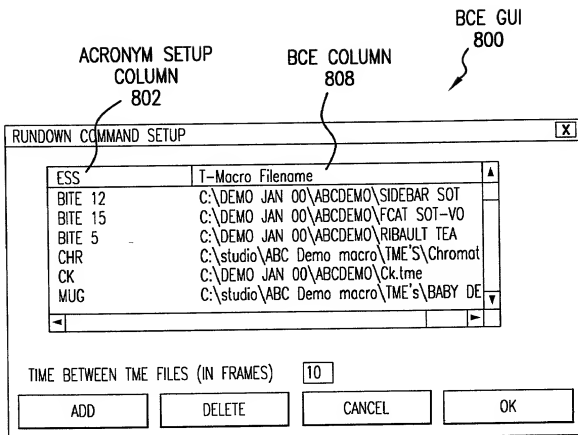 BCE GUI
800
ACRONYM SETUP
COLUMN
802
BCE COLUMN
808
RUNDOWN COMMAND SETUP X
ESS T-Macro Filename
BITE 12 C:\DEMO JAN 00\ABCDEMO\SIDEBAR SOT
BITE 15 C:\DEMO JAN 00\ABCDEMO\FCAT SOT-VO
BITE 5 C:\DEMO JAN 00\ABCDEMO\RIBAULT TEA
CHR C:\studio\ABC Demo macro\TME'S\Chromat
CK C:\DEMO JAN 00\ABCDEMO\Ck.tme
MUG C:\studio\ABC Demo macro\TME's\BABY DE
TIME BETWEEN TME FILES (IN FRAMES) 10
ADD DELETE CANCEL OK